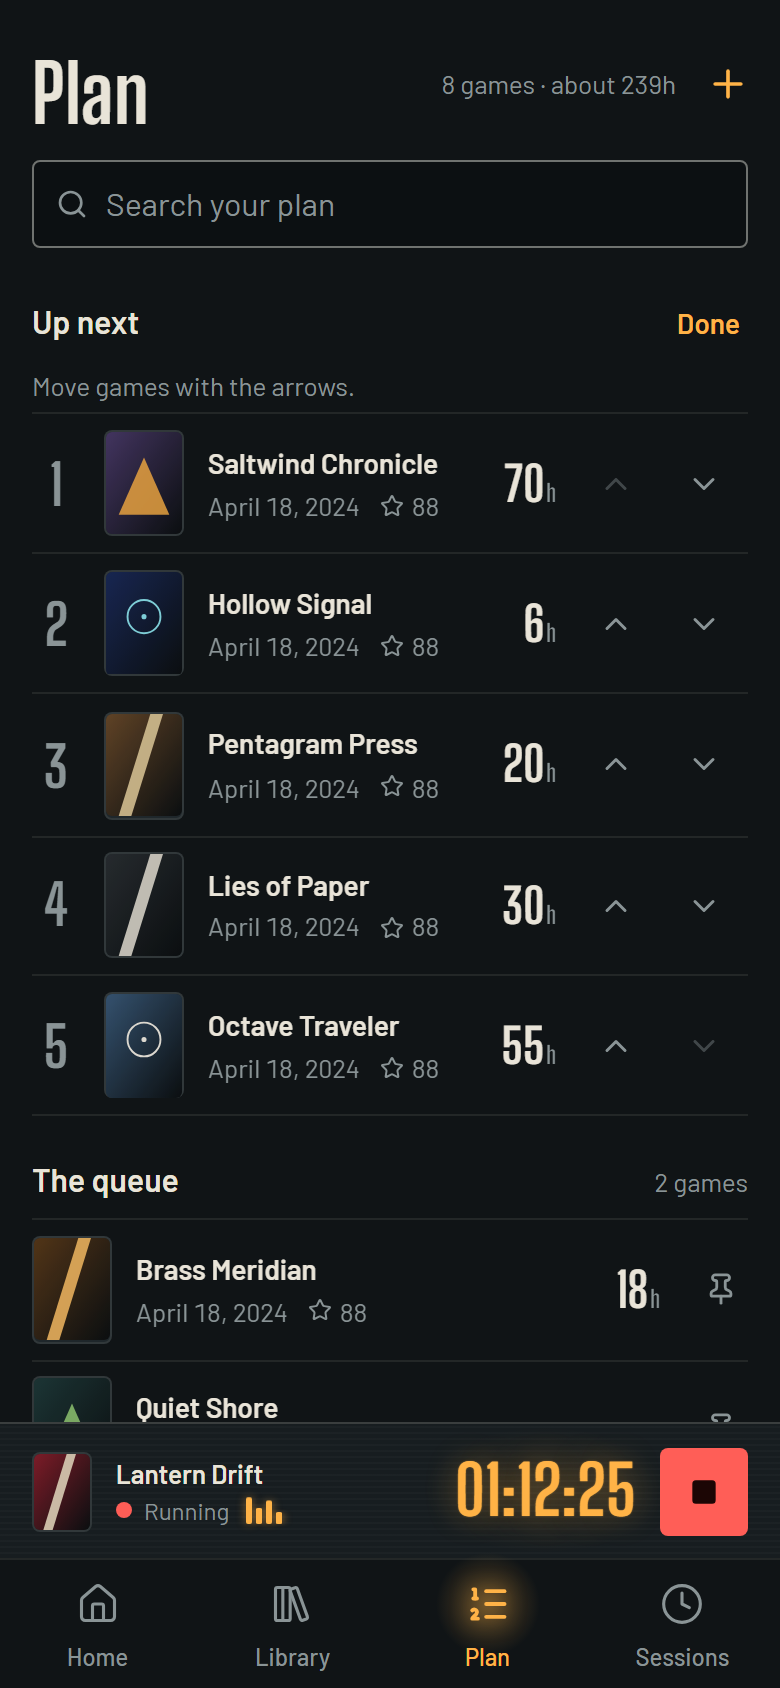 Plan
8 games · about 239h
Search your plan
Up next
Done
Move games with the arrows.
1
Saltwind Chronicle
April 18, 2024 88
70h
2
Hollow Signal
April 18, 2024 88
6h
3
Pentagram Press
April 18, 2024 88
20h
4
Lies of Paper
April 18, 2024 88
30h
5
Octave Traveler
April 18, 2024 88
55h
The queue
2 games
Brass Meridian
April 18, 2024 88
18h
Quiet Shore
Lantern Drift
Running
01:12:25
Home
Library
Plan
Sessions